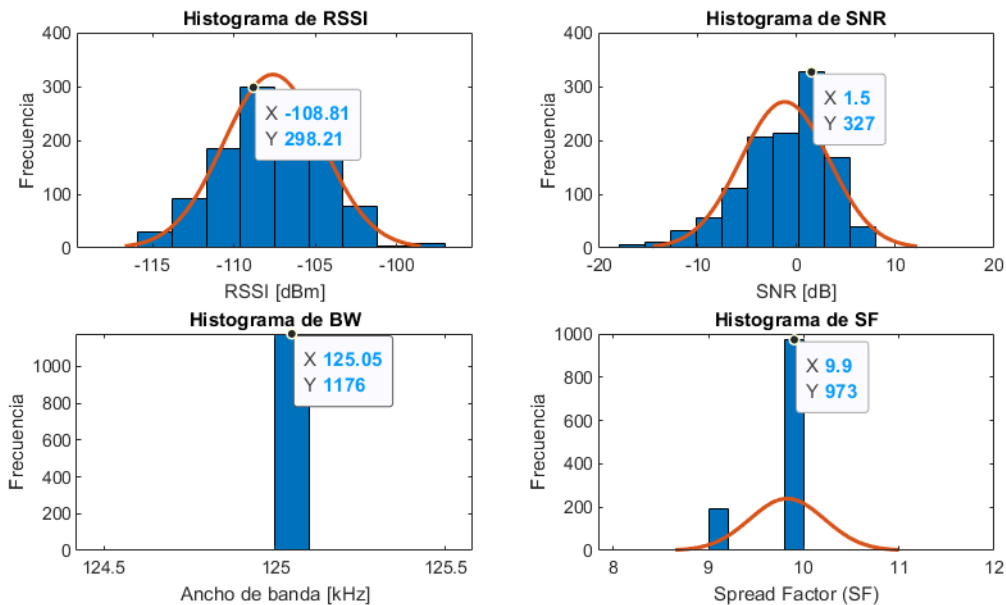 Histograma de RSSI
400
300
200
100
0
Frecuencia
X -108.81
Y 298.21
-115
-110
-105
-100
RSSI [dBm]
Histograma de SNR
400
300
200
100
0
Frecuencia
X 1.5
Y 327
-20
-10
0
10
20
SNR [dB]
Histograma de BW
1000
800
600
400
200
0
Frecuencia
X 125.05
Y 1176
124.5
125
125.5
Ancho de banda [kHz]
Histograma de SF
1000
800
600
400
200
0
Frecuencia
X 9.9
Y 973
8
9
10
11
12
Spread Factor (SF)